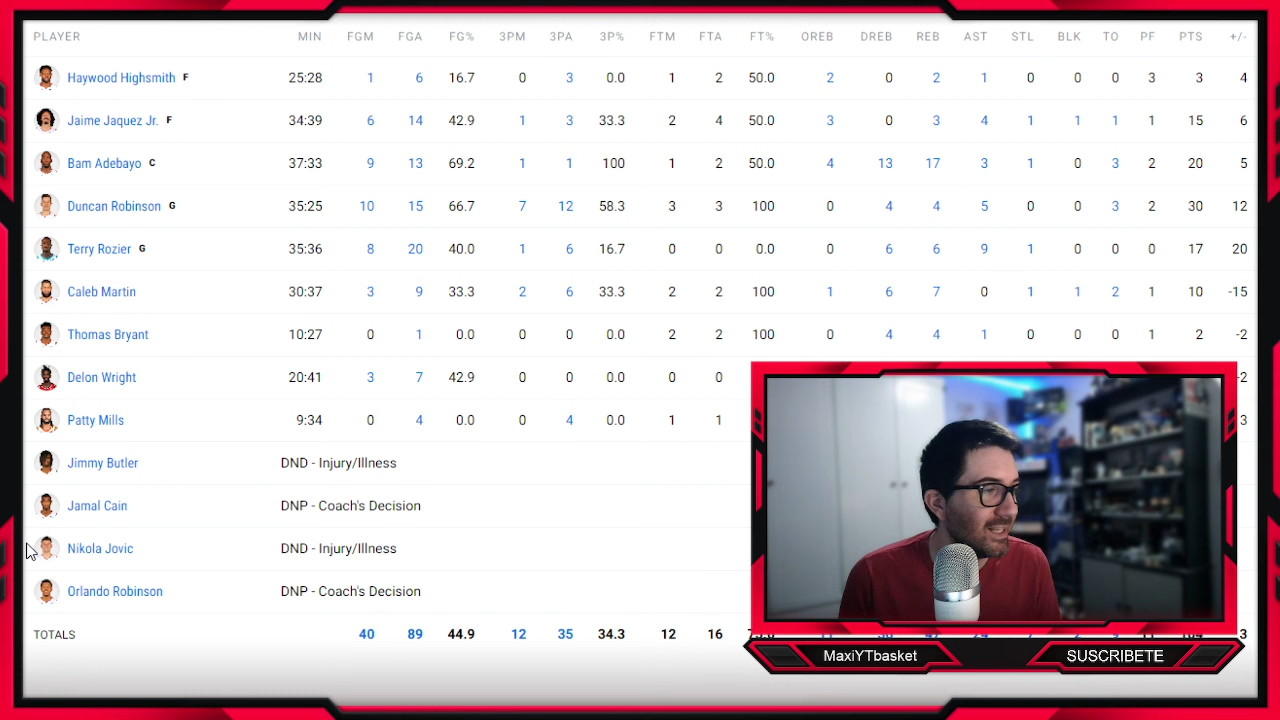 PLAYER MIN FGM FGA FG% 3PM 3PA 3P% FTM FTA FT% OREB DREB REB AST STL BLK TO PF PTS +/-
Haywood Highsmith F 25:28 1 6 16.7 0 3 0.0 1 2 50.0 2 0 2 1 0 0 0 3 3 4
Jaime Jaquez Jr. F 34:39 6 14 42.9 1 3 33.3 2 4 50.0 3 0 3 4 1 1 1 1 15 6
Bam Adebayo C 37:33 9 13 69.2 1 1 100 1 2 50.0 4 13 17 3 1 0 3 2 20 5
Duncan Robinson G 35:25 10 15 66.7 7 12 58.3 3 3 100 0 4 4 5 0 0 3 2 30 12
Terry Rozier G 35:36 8 20 40.0 1 6 16.7 0 0 0.0 0 6 6 9 1 0 0 0 17 20
Caleb Martin 30:37 3 9 33.3 2 6 33.3 2 2 100 1 6 7 0 1 1 2 1 10 -15
Thomas Bryant 10:27 0 1 0.0 0 0 0.0 2 2 100 0 4 4 1 0 0 0 1 2 -2
Delon Wright 20:41 3 7 42.9 0 0 0.0 0 0 -2
Patty Mills 9:34 0 4 0.0 0 4 0.0 1 1
Jimmy Butler DND - Injury/Illness
Jamal Cain DNP - Coach's Decision
Nikola Jovic DND - Injury/Illness
Orlando Robinson DNP - Coach's Decision
TOTALS 40 89 44.9 12 35 34.3 12 16
MaxiYTbasket SUSCRIBETE